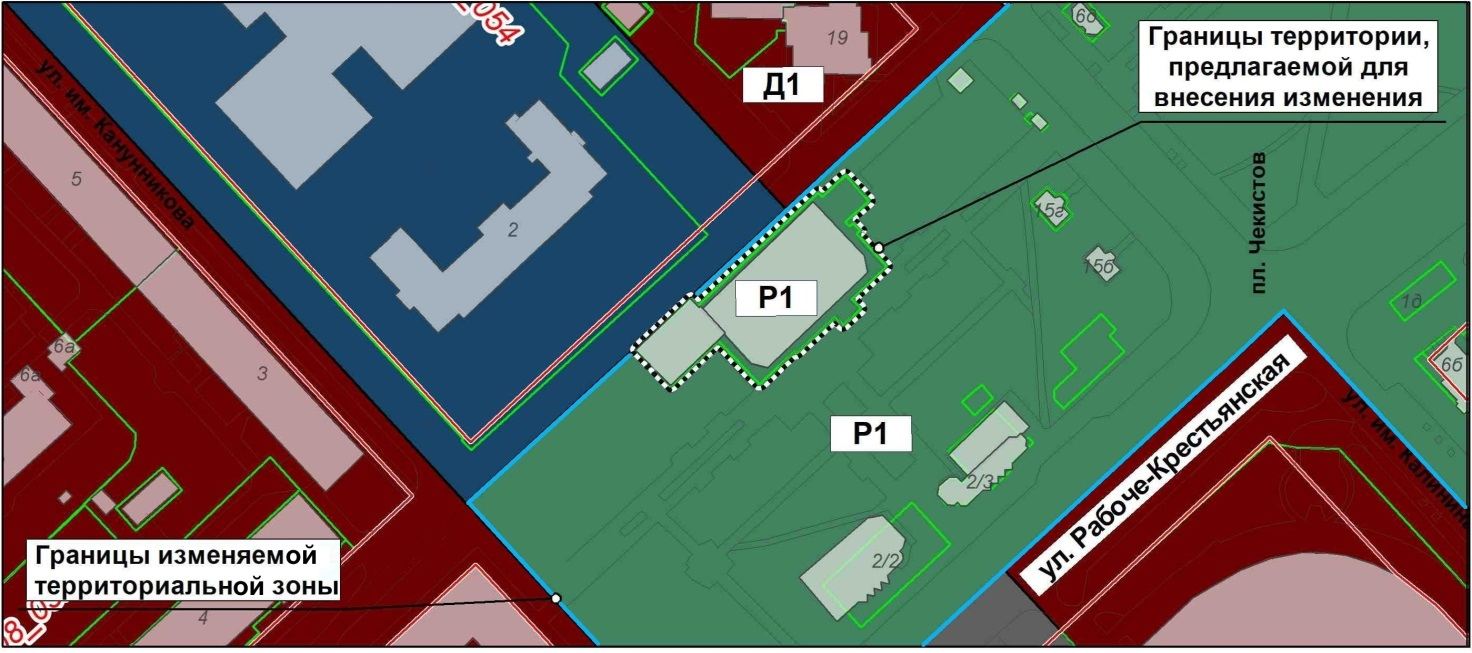 _054
6б
19
Границы территории,
предлагаемой для
внесения изменения
Д1
ул. им. Канунникова
5
пл. Чекистов
15а
2
15б
Р1
1д
6а
6а
3
6б
ул. Рабоче-Крестьянская
ул. им. Калинина
Р1
2/3
Границы изменяемой
территориальной зоны
2/2
4